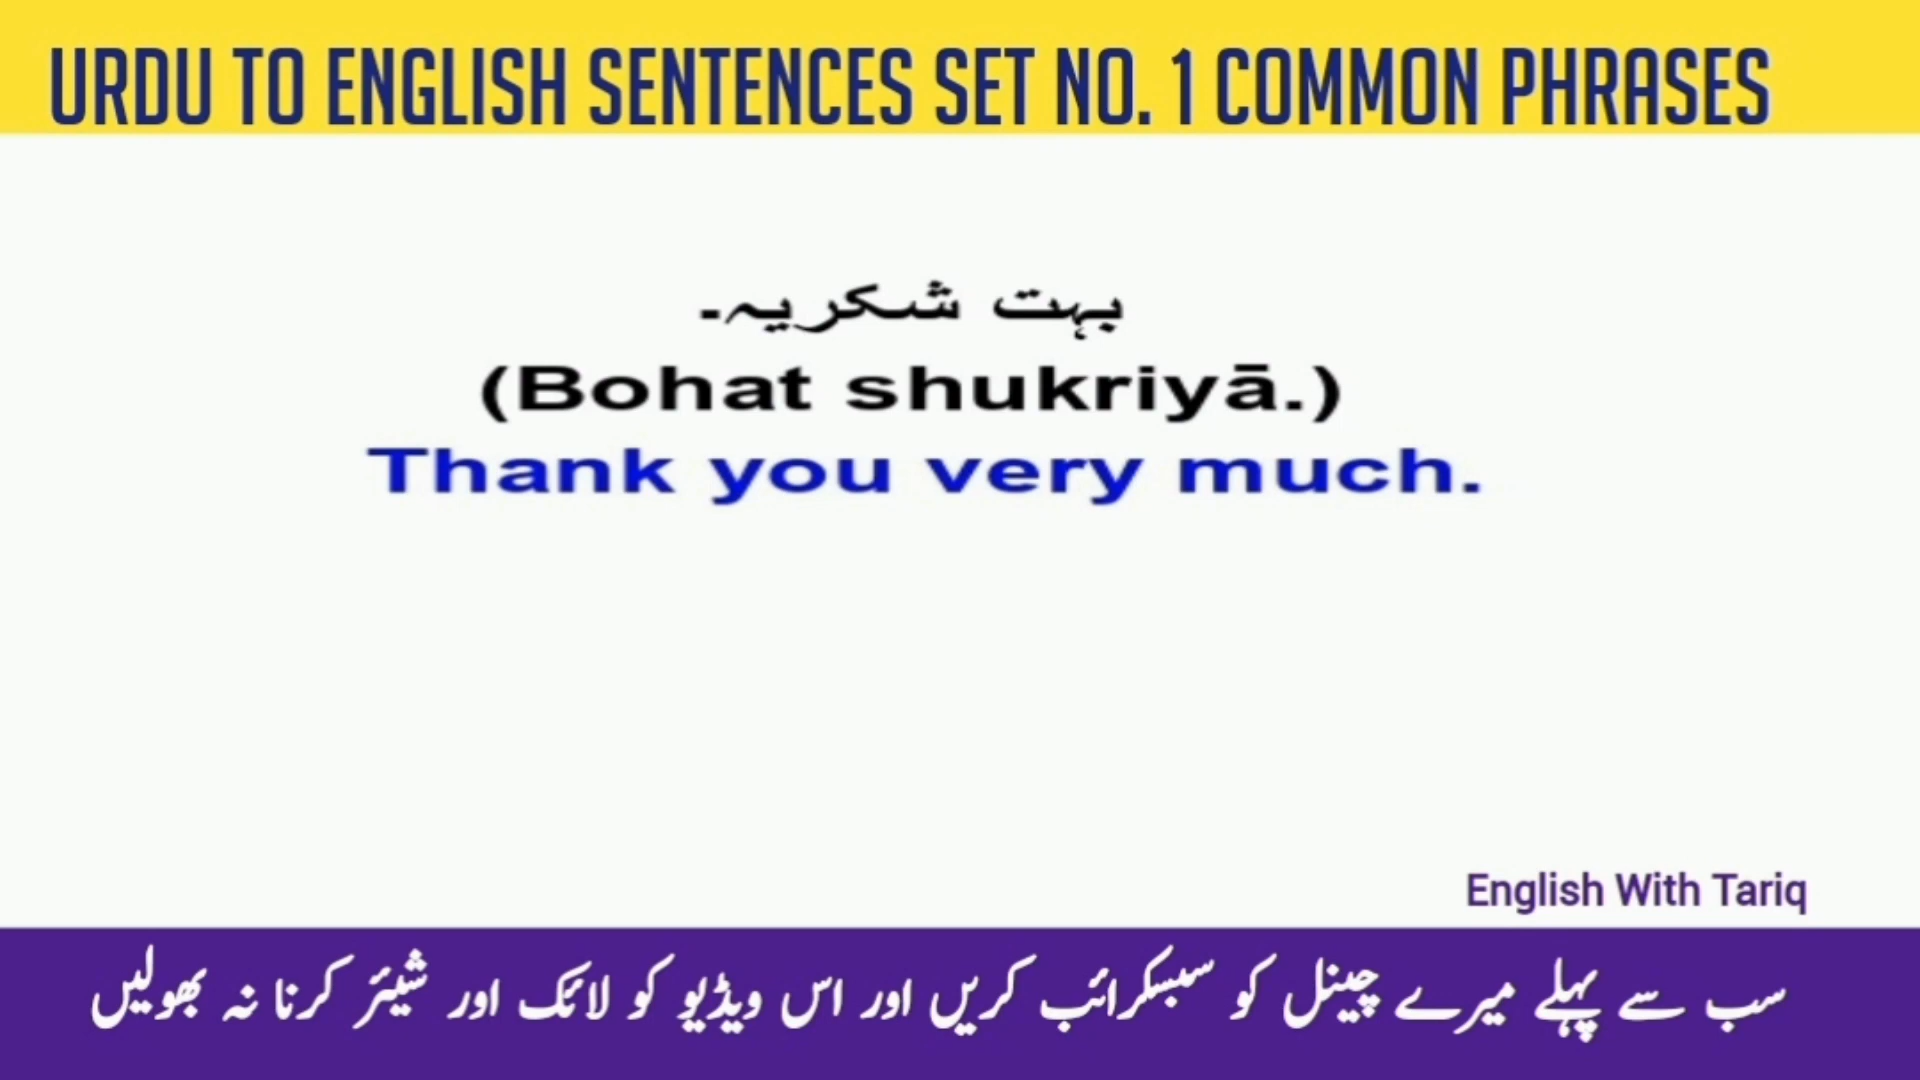 URDU TO ENGLISH SENTENCES SET NO. 1 COMMON PHRASES
بہت شکریہ۔
(Bohat shukriyā.)
Thank you very much.
English With Tariq
سب سے پہلے میرے چینل کو سبسکرائب کریں اور اس ویڈیو کو لائک اور شیئر کرنا نہ بھولیں